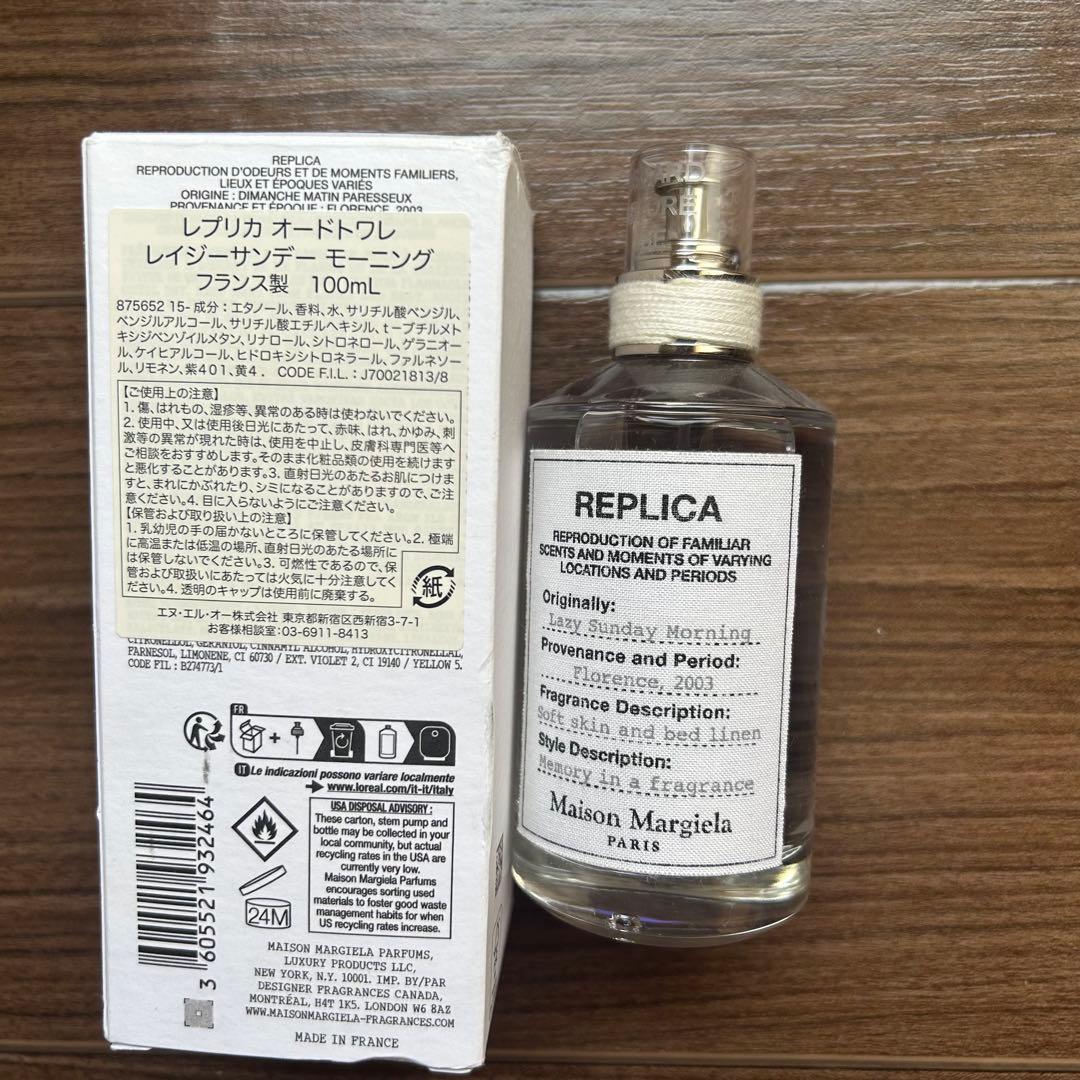 REPLICA
REPRODUCTION D'ODEURS ET DE MOMENTS FAMILIERS,
LIEUX ET ÉPOQUES VARIÉS
ORIGINE : DIMANCHE MATIN PARESSEUX
PROVENANCE ET ÉPOQUE : FLORENCE, 2003
レプリカ オードトワレ
レイジーサンデー モーニング
フランス製 100mL
875652 15- 成分：エタノール、香料、水、サリチル酸ベンジル、
ベンジルアルコール、サリチル酸エチルヘキシル、t－ブチルメト
キシジベンゾイルメタン、リナロール、シトロネロール、ゲラニオー
ル、ケイヒアルコール、ヒドロキシシトロネラール、ファルネソー
ル、リモネン、紫401、黄4． CODE F.I.L.：J70021813/8
【ご使用上の注意】
1. 傷、はれもの、湿疹等、異常のある時は使わないでください。
2. 使用中、又は使用後日光にあたって、赤味、はれ、かゆみ、刺
激等の異常が現れた時は、使用を中止し、皮膚科専門医等へ
ご相談をおすすめします。そのまま化粧品類の使用を続けます
と悪化することがあります。3. 直射日光のあたるお肌につけま
すと、まれにかぶれたり、シミになることがありますので、ご注
意ください。4. 目に入らないようにご注意ください。
【保管および取り扱い上の注意】
1. 乳幼児の手の届かないところに保管してください。2. 極端
に高温または低温の場所、直射日光のあたる場所に
は保管しないでください。3. 可燃性であるので、保
管および取扱いにあたっては火気に十分注意してく
ださい。4. 透明のキャップは使用前に廃棄する。
紙
エヌ・エル・オー株式会社 東京都新宿区西新宿3-7-1
お客様相談室：03-6911-8413
CITRONELLOL, GERANIOL, CINNAMYL ALCOHOL, HYDROXYCITRONELLAL,
FARNESOL, LIMONENE, CI 60730 / EXT. VIOLET 2, CI 19140 / YELLOW 5.
CODE FIL : B274773/1
FR
IT Le indicazioni possono variare localmente
www.loreal.com/it-it/italy
USA DISPOSAL ADVISORY :
These carton, stem pump and
bottle may be collected in your
local community, but actual
recycling rates in the USA are
currently very low.
Maison Margiela Parfums
encourages sorting used
materials to foster good waste
management habits for when
US recycling rates increase.
24M
3 605521 932464
MAISON MARGIELA PARFUMS,
LUXURY PRODUCTS LLC,
NEW YORK, N.Y. 10001. IMP. BY/PAR
DESIGNER FRAGRANCES CANADA,
MONTRÉAL, H4T 1K5. LONDON W6 8AZ
WWW.MAISONMARGIELA-FRAGRANCES.COM
MADE IN FRANCE
REPLICA
REPRODUCTION OF FAMILIAR
SCENTS AND MOMENTS OF VARYING
LOCATIONS AND PERIODS
Originally:
Lazy Sunday Morning
Provenance and Period:
Florence, 2003
Fragrance Description:
Soft skin and bed linen
Style Description:
Memory in a fragrance
Maison Margiela
PARIS